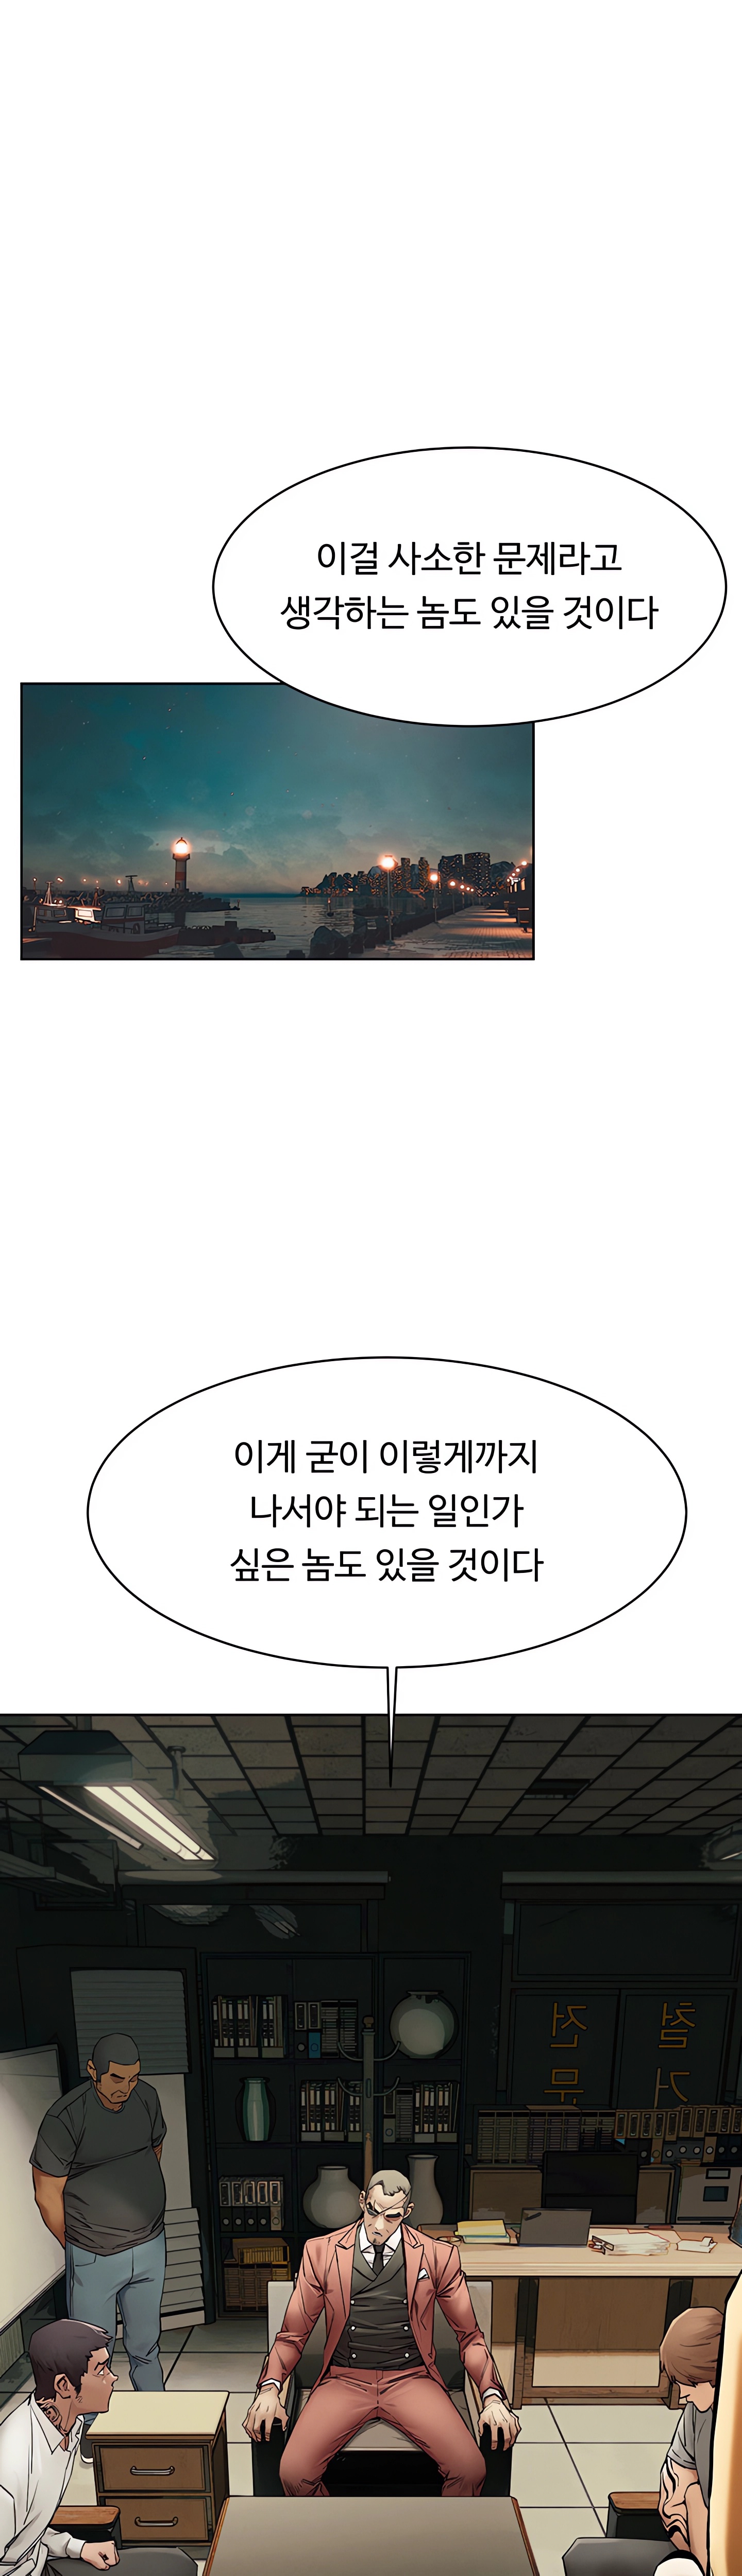 이걸 사소한 문제라고
생각하는 놈도 있을 것이다
이게 굳이 이렇게까지
나서야 되는 일인가
싶은 놈도 있을 것이다
전
무
철
거